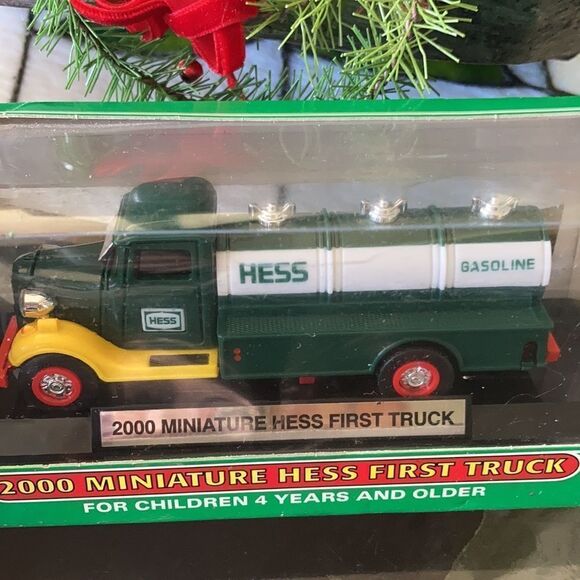 HESS
GASOLINE
HESS
2000 MINIATURE HESS FIRST TRUCK
2000 MINIATURE HESS FIRST TRUCK
FOR CHILDREN 4 YEARS AND OLDER